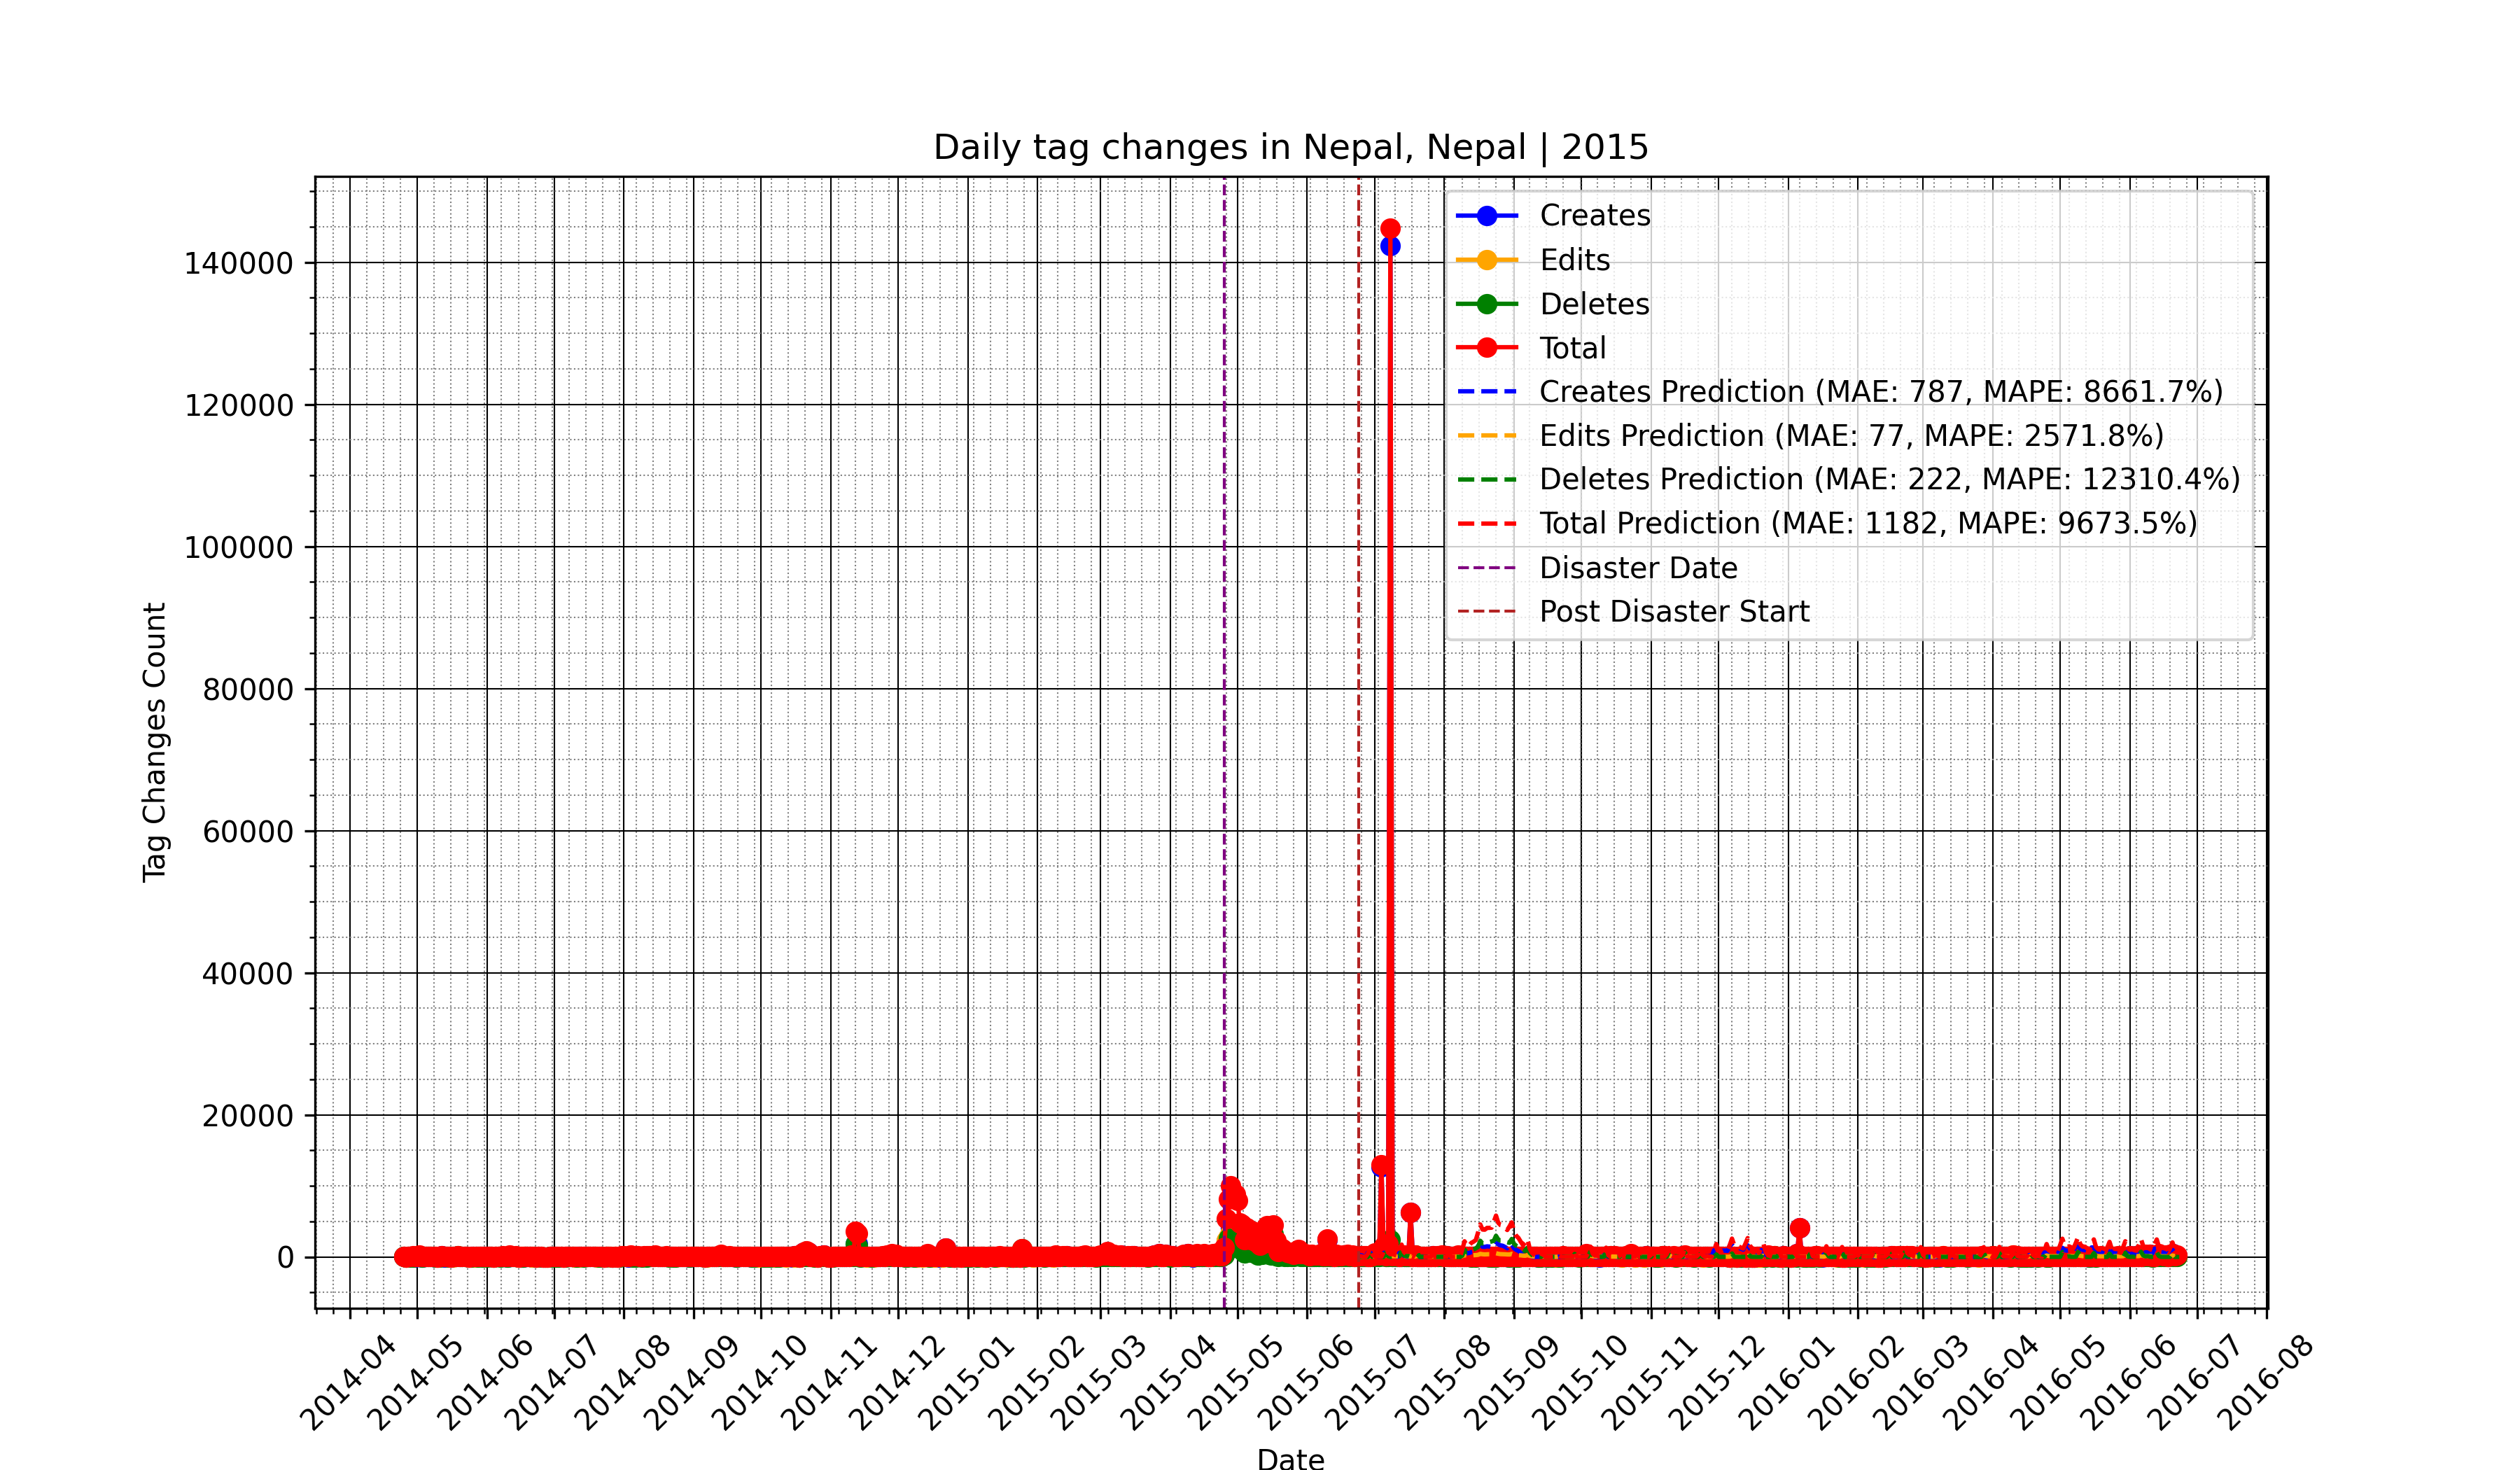 Daily tag changes in Nepal, Nepal | 2015
Tag Changes Count
140000
120000
100000
80000
60000
40000
20000
0
Creates
Edits
Deletes
Total
Creates Prediction (MAE: 787, MAPE: 8661.7%)
Edits Prediction (MAE: 77, MAPE: 2571.8%)
Deletes Prediction (MAE: 222, MAPE: 12310.4%)
Total Prediction (MAE: 1182, MAPE: 9673.5%)
Disaster Date
Post Disaster Start
2014-04
2014-05
2014-06
2014-07
2014-08
2014-09
2014-10
2014-11
2014-12
2015-01
2015-02
2015-03
2015-04
2015-05
2015-06
2015-07
2015-08
2015-09
2015-10
2015-11
2015-12
2016-01
2016-02
2016-03
2016-04
2016-05
2016-06
2016-07
2016-08
Date